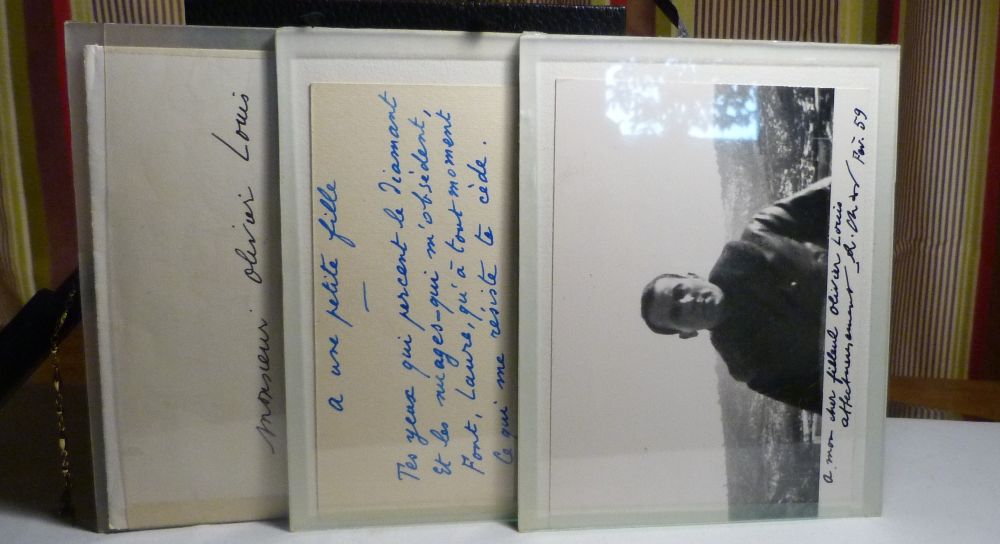 monsieur olivier Louis
a une petite fille
—
Tes yeux qui percent le diamant
Et les nuages-qui m'obsèdent,
Font, Laure, qu'à tout moment
Ce qui me résiste te cède.
a mon cher filleul olivier Louis
affectueusement _ R. Char 59